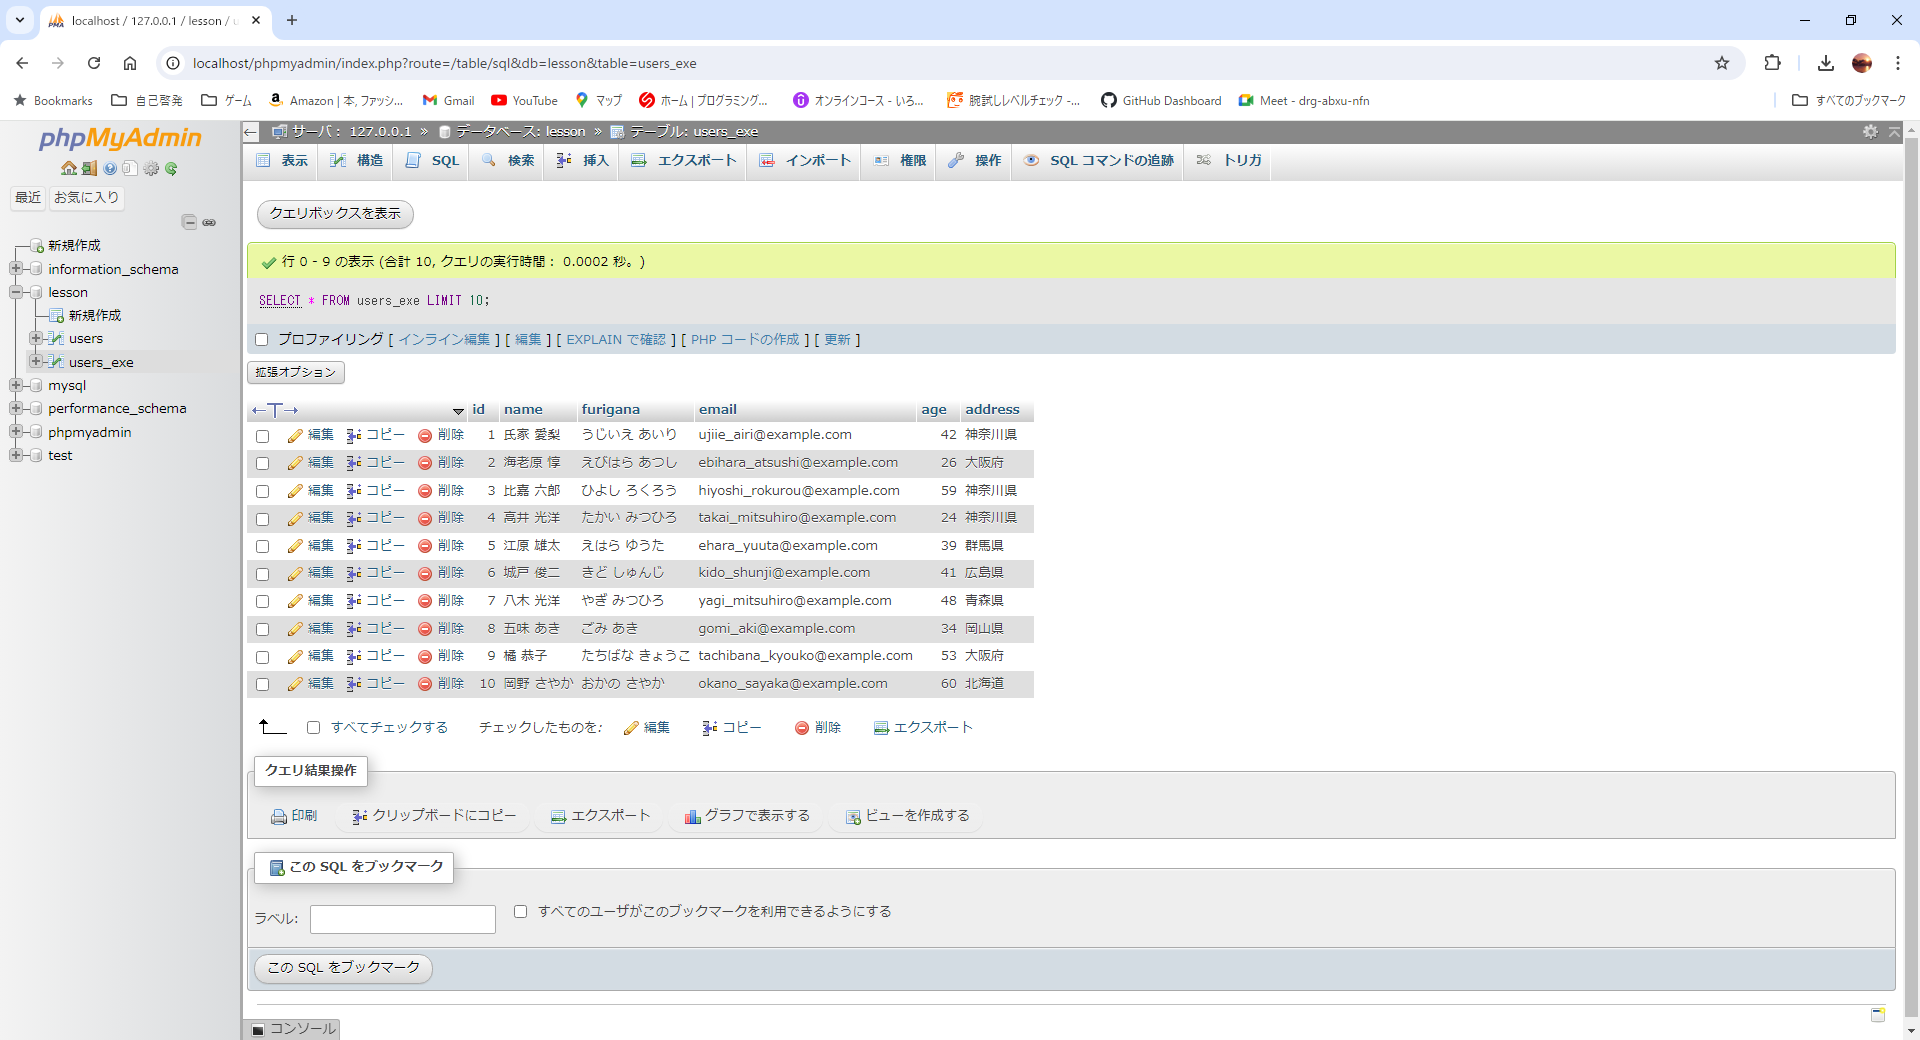 localhost / 127.0.0.1 / lesson / u
localhost/phpmyadmin/index.php?route=/table/sql&db=lesson&table=users_exe
Bookmarks 自己啓発 ゲーム Amazon | 本, ファッシ... Gmail YouTube マップ ホーム | プログラミング... オンラインコース - いろ... 腕試しレベルチェック -... GitHub Dashboard Meet - drg-abxu-nfn すべてのブックマーク
phpMyAdmin
最近 お気に入り
新規作成
information_schema
lesson
新規作成
users
users_exe
mysql
performance_schema
phpmyadmin
test
サーバ: 127.0.0.1 » データベース: lesson » テーブル: users_exe
表示 構造 SQL 検索 挿入 エクスポート インポート 権限 操作 SQL コマンドの追跡 トリガ
クエリボックスを表示
行 0 - 9 の表示 (合計 10, クエリの実行時間: 0.0002 秒。)
SELECT * FROM users_exe LIMIT 10;
プロファイリング [ インライン編集 ] [ 編集 ] [ EXPLAIN で確認 ] [ PHP コードの作成 ] [ 更新 ]
拡張オプション
←T→ id name furigana email age address
編集 コピー 削除 1 氏家 愛梨 うじいえ あいり ujiie_airi@example.com 42 神奈川県
編集 コピー 削除 2 海老原 惇 えびはら あつし ebihara_atsushi@example.com 26 大阪府
編集 コピー 削除 3 比嘉 六郎 ひよし ろくろう hiyoshi_rokurou@example.com 59 神奈川県
編集 コピー 削除 4 高井 光洋 たかい みつひろ takai_mitsuhiro@example.com 24 神奈川県
編集 コピー 削除 5 江原 雄太 えはら ゆうた ehara_yuuta@example.com 39 群馬県
編集 コピー 削除 6 城戸 俊二 きど しゅんじ kido_shunji@example.com 41 広島県
編集 コピー 削除 7 八木 光洋 やぎ みつひろ yagi_mitsuhiro@example.com 48 青森県
編集 コピー 削除 8 五味 あき ごみ あき gomi_aki@example.com 34 岡山県
編集 コピー 削除 9 橘 恭子 たちばな きょうこ tachibana_kyouko@example.com 53 大阪府
編集 コピー 削除 10 岡野 さやか おかの さやか okano_sayaka@example.com 60 北海道
すべてチェックする チェックしたものを: 編集 コピー 削除 エクスポート
クエリ結果操作
印刷 クリップボードにコピー エクスポート グラフで表示する ビューを作成する
この SQL をブックマーク
ラベル: すべてのユーザがこのブックマークを利用できるようにする
この SQL をブックマーク
コンソール